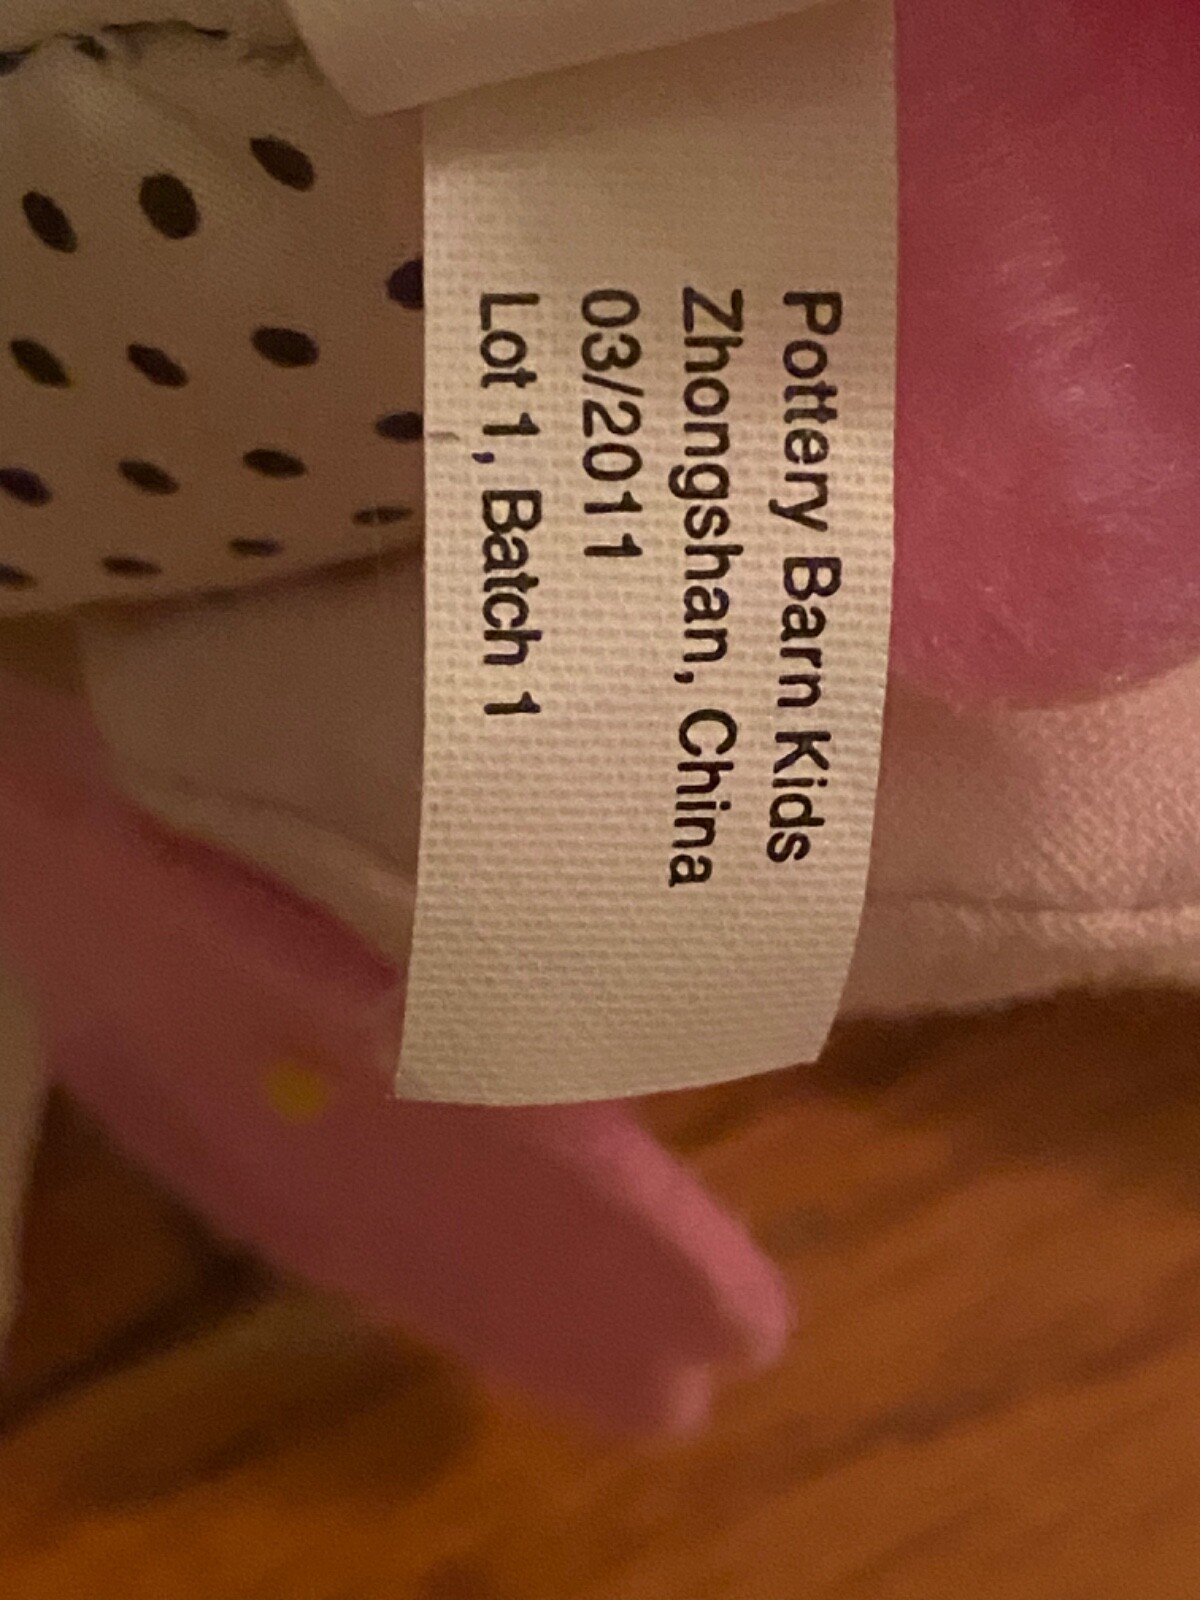 Pottery Barn Kids
Zhongshan, China
03/2011
Lot 1, Batch 1